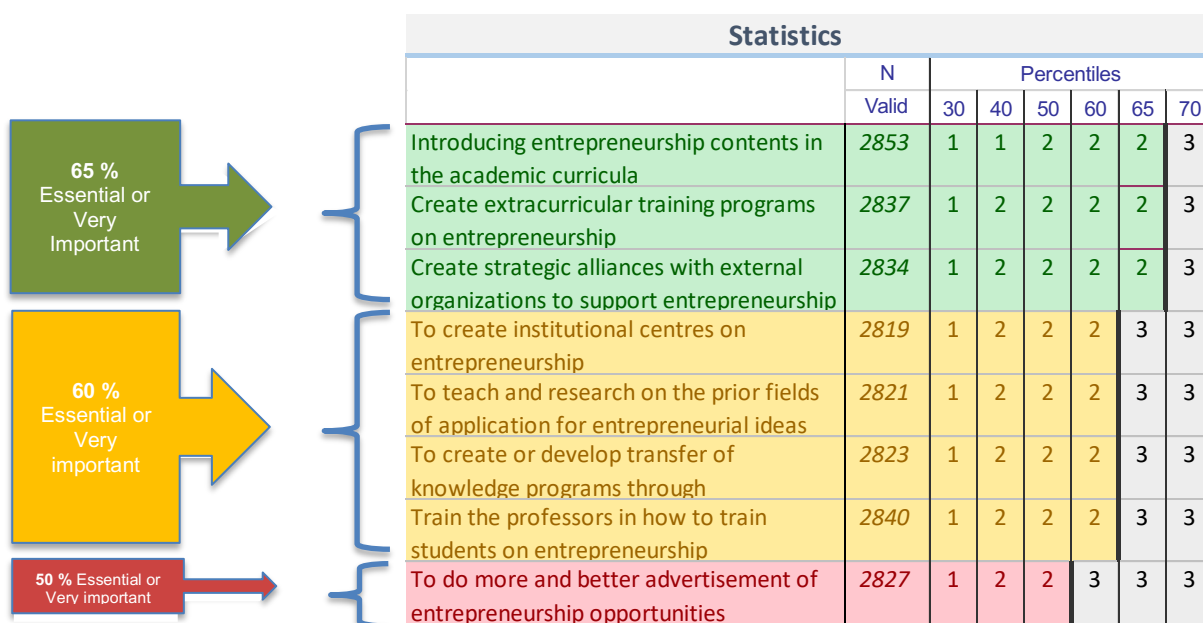 Statistics
N Percentiles
Valid 30 40 50 60 65 70
65 %
Essential or
Very
Important
Introducing entrepreneurship contents in 2853 1 1 2 2 2 3
the academic curricula
Create extracurricular training programs 2837 1 2 2 2 2 3
on entrepreneurship
Create strategic alliances with external 2834 1 2 2 2 2 3
organizations to support entrepreneurship
60 %
Essential or
Very
important
To create institutional centres on 2819 1 2 2 2 3 3
entrepreneurship
To teach and research on the prior fields 2821 1 2 2 2 3 3
of application for entrepreneurial ideas
To create or develop transfer of 2823 1 2 2 2 3 3
knowledge programs through
Train the professors in how to train 2840 1 2 2 2 3 3
students on entrepreneurship
50 % Essential or
Very important
To do more and better advertisement of 2827 1 2 2 3 3 3
entrepreneurship opportunities